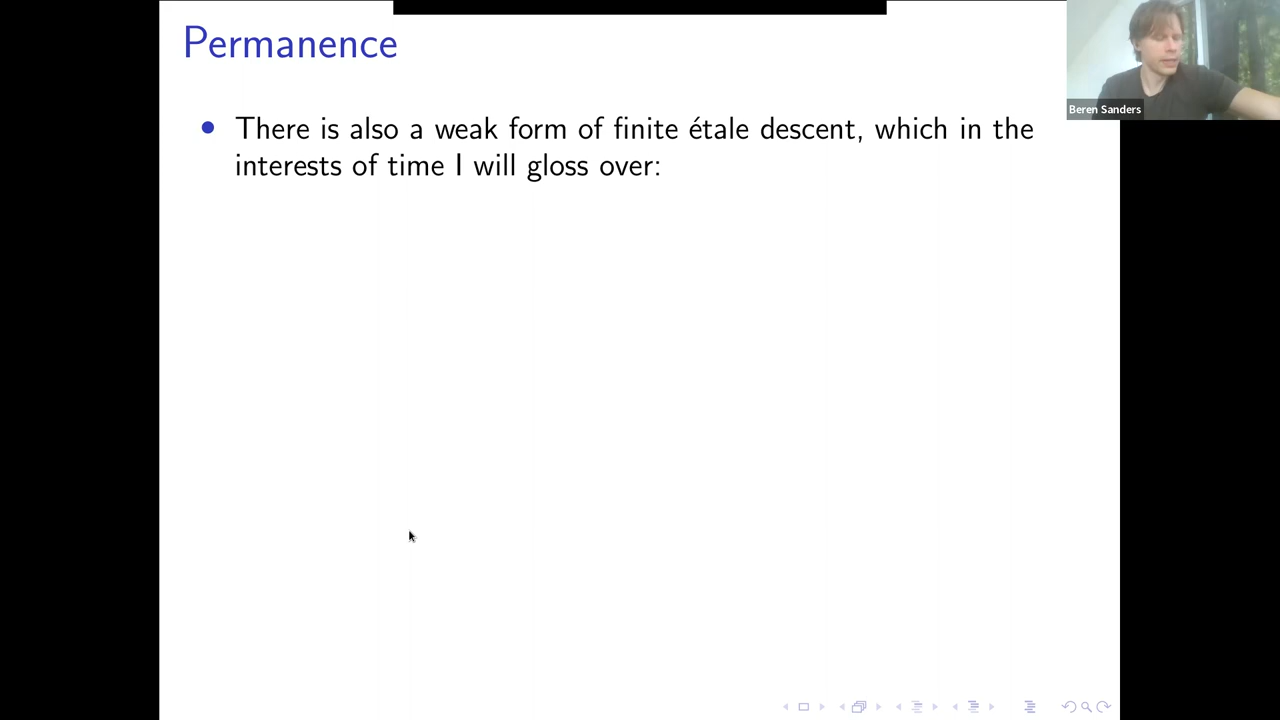 Permanence
Beren Sanders
There is also a weak form of finite étale descent, which in the
interests of time I will gloss over: